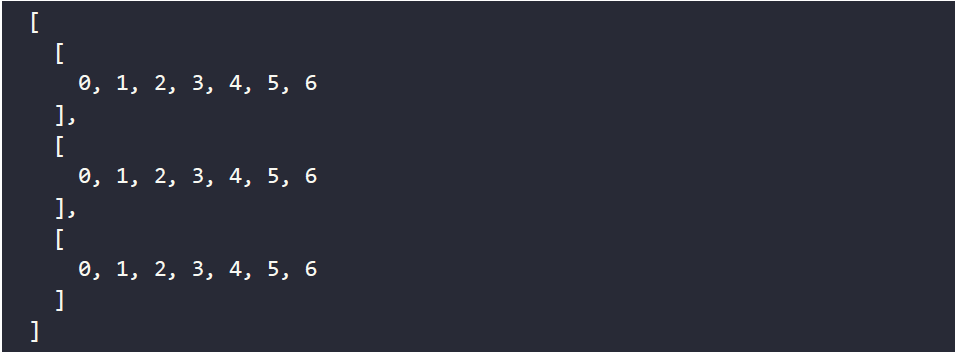 [
  [
    0, 1, 2, 3, 4, 5, 6
  ],
  [
    0, 1, 2, 3, 4, 5, 6
  ],
  [
    0, 1, 2, 3, 4, 5, 6
  ]
]